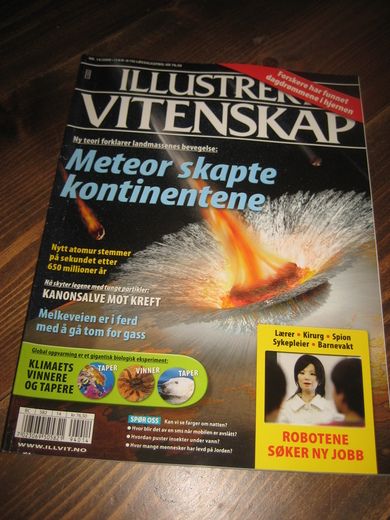 Forskere har funnet
dagdrømmene i hjernen
ILLUSTRERT
VITENSKAP
Ny teori forklarer landmassenes bevegelse:
Meteor skapte
kontinentene
Nytt atomur stemmer
på sekundet etter
650 millioner år
Nå skyter legene med tunge partikler:
KANONSALVE MOT KREFT
Melkeveien er i ferd
med å gå tom for gass
Global oppvarming er et gigantisk biologisk eksperiment:
KLIMAETS
VINNERE
OG TAPERE
TAPER
VINNER
TAPER
Lærer • Kirurg • Spion
Sykepleier • Barnevakt
ROBOTENE
SØKER NY JOBB
SPØR OSS
Kan vi se farger om natten?
• Hvor blir det av en sms når mobilen er avslått?
• Hvordan puster insekter under vann?
• Hvor mange mennesker har levd på Jorden?
WWW.ILLVIT.NO